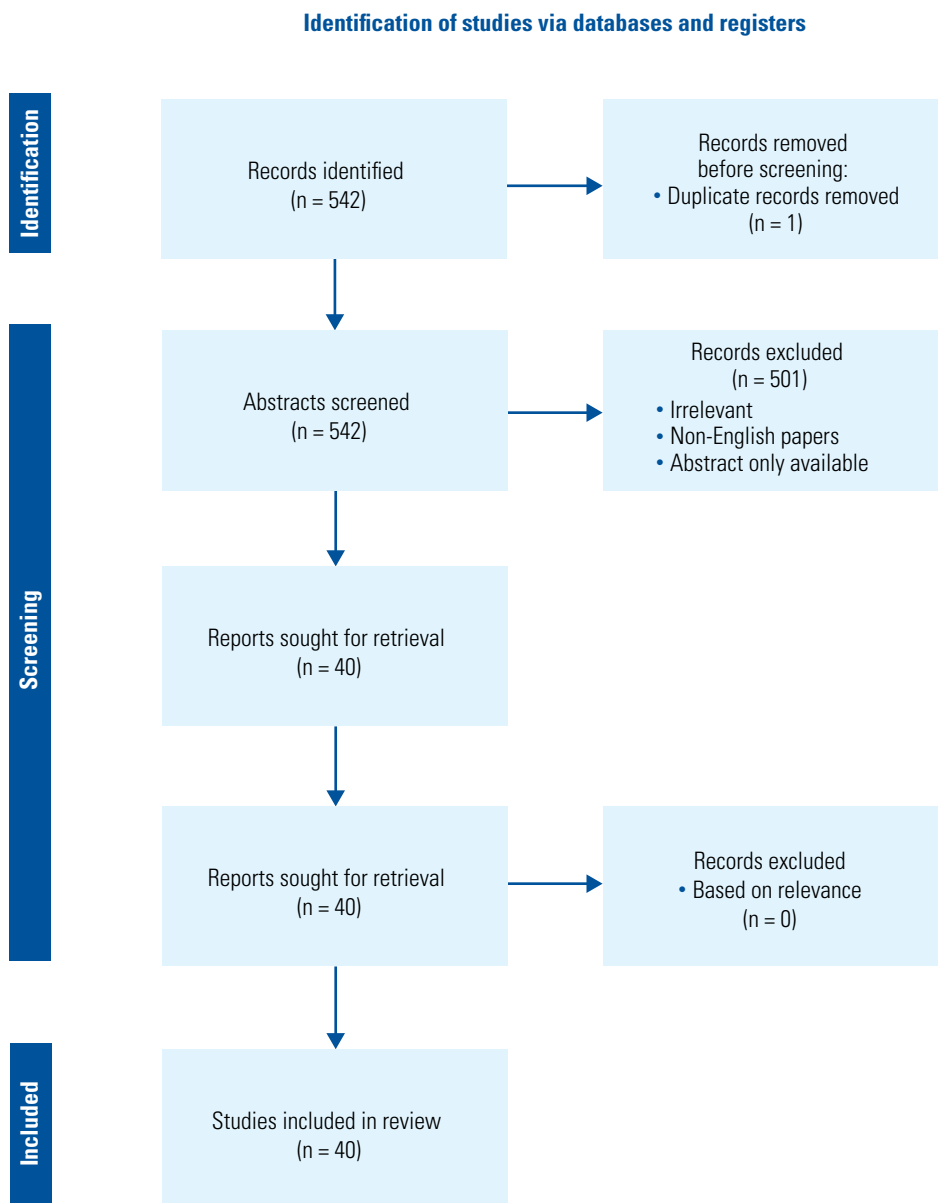 Identification of studies via databases and registers
Identification
Records identified
(n = 542)
Records removed
before screening:
• Duplicate records removed
(n = 1)
Screening
Abstracts screened
(n = 542)
Records excluded
(n = 501)
• Irrelevant
• Non-English papers
• Abstract only available
Reports sought for retrieval
(n = 40)
Reports sought for retrieval
(n = 40)
Records excluded
• Based on relevance
(n = 0)
Included
Studies included in review
(n = 40)